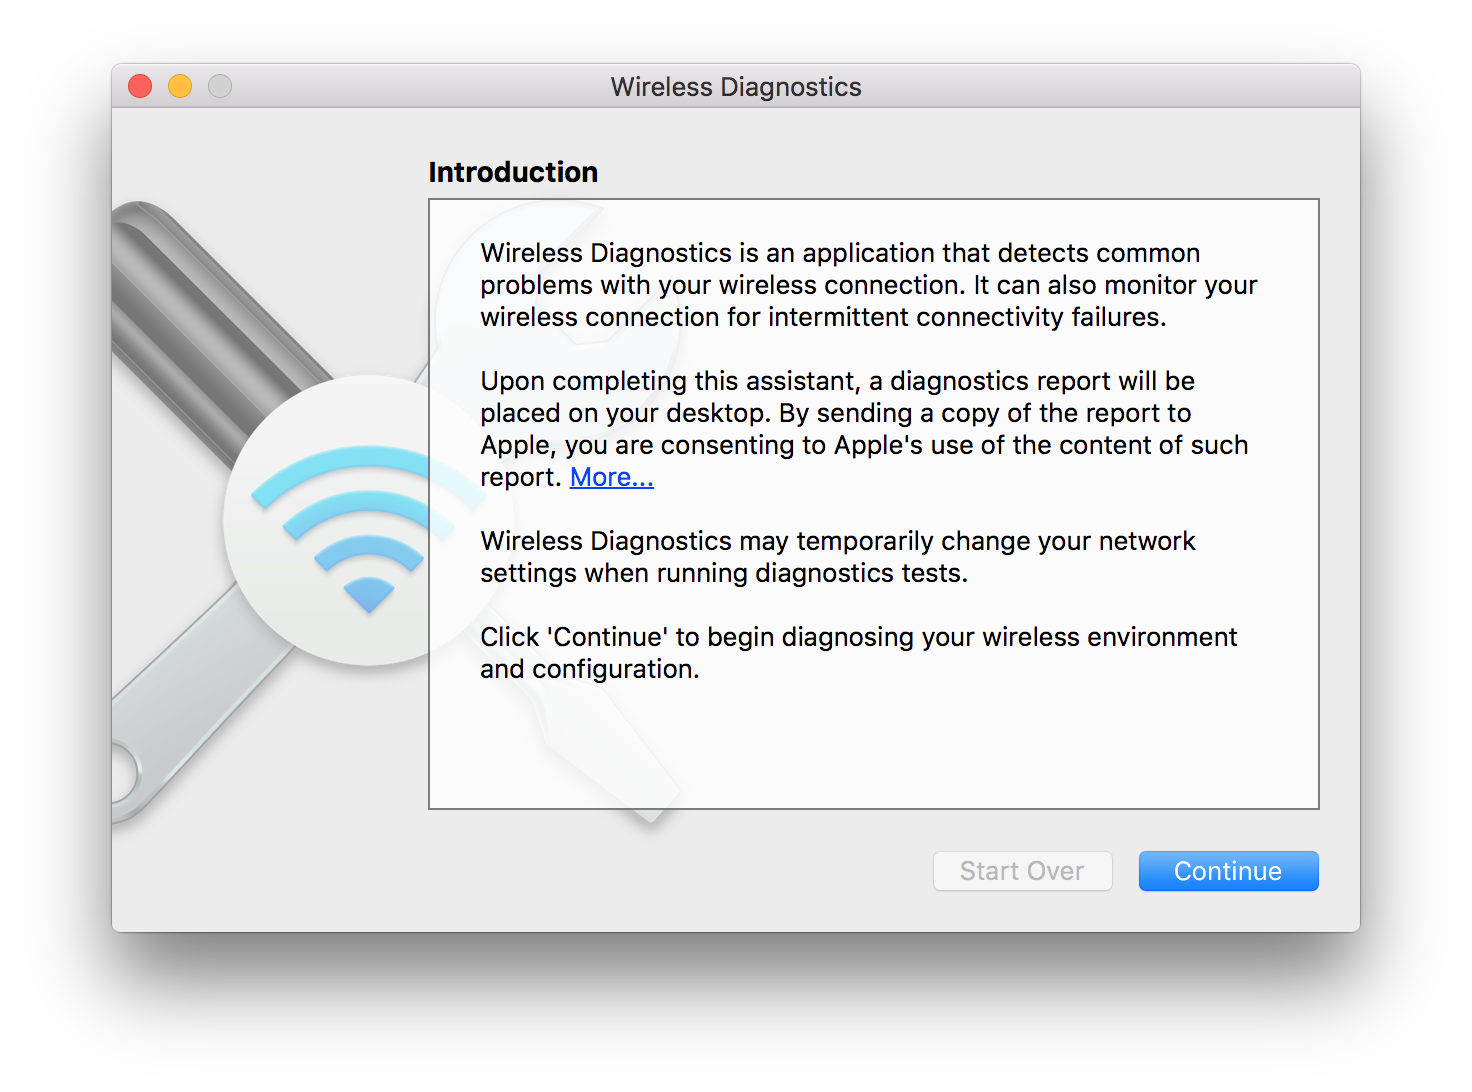 Wireless Diagnostics
Introduction
Wireless Diagnostics is an application that detects common
problems with your wireless connection. It can also monitor your
wireless connection for intermittent connectivity failures.
Upon completing this assistant, a diagnostics report will be
placed on your desktop. By sending a copy of the report to
Apple, you are consenting to Apple's use of the content of such
report. More...
Wireless Diagnostics may temporarily change your network
settings when running diagnostics tests.
Click 'Continue' to begin diagnosing your wireless environment
and configuration.
Start Over
Continue